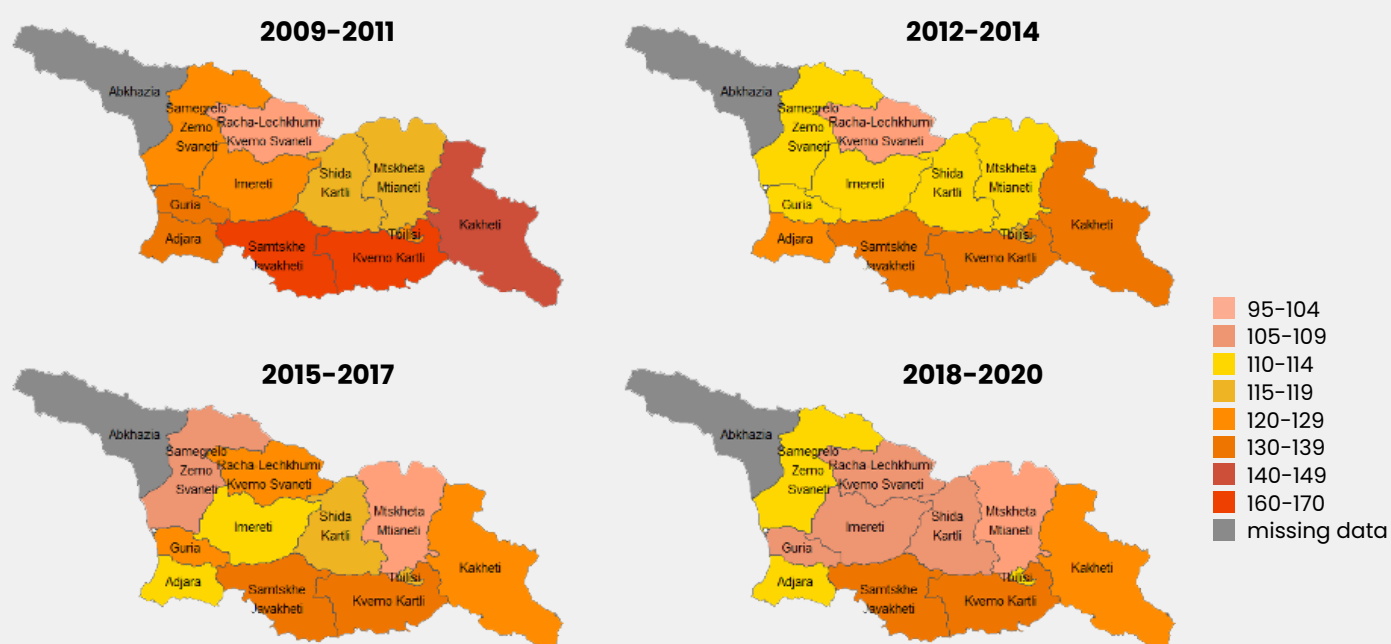 2009-2011
Abkhazia
Samegrelo
Zemo
Svaneti
Racha-Lechkhumi
Kvemo Svaneti
Imereti
Guria
Adjara
Shida
Kartli
Mtskheta
Mtianeti
Tbilisi
Samtskhe
Javakheti
Kvemo Kartli
Kakheti
2012-2014
Abkhazia
Samegrelo
Zemo
Svaneti
Racha-Lechkhumi
Kvemo Svaneti
Imereti
Guria
Adjara
Shida
Kartli
Mtskheta
Mtianeti
Tbilisi
Samtskhe
Javakheti
Kvemo Kartli
Kakheti
2015-2017
Abkhazia
Samegrelo
Zemo
Svaneti
Racha-Lechkhumi
Kvemo Svaneti
Imereti
Guria
Adjara
Shida
Kartli
Mtskheta
Mtianeti
Tbilisi
Samtskhe
Javakheti
Kvemo Kartli
Kakheti
2018-2020
Abkhazia
Samegrelo
Zemo
Svaneti
Racha-Lechkhumi
Kvemo Svaneti
Imereti
Guria
Adjara
Shida
Kartli
Mtskheta
Mtianeti
Tbilisi
Samtskhe
Javakheti
Kvemo Kartli
Kakheti
95-104
105-109
110-114
115-119
120-129
130-139
140-149
160-170
missing data